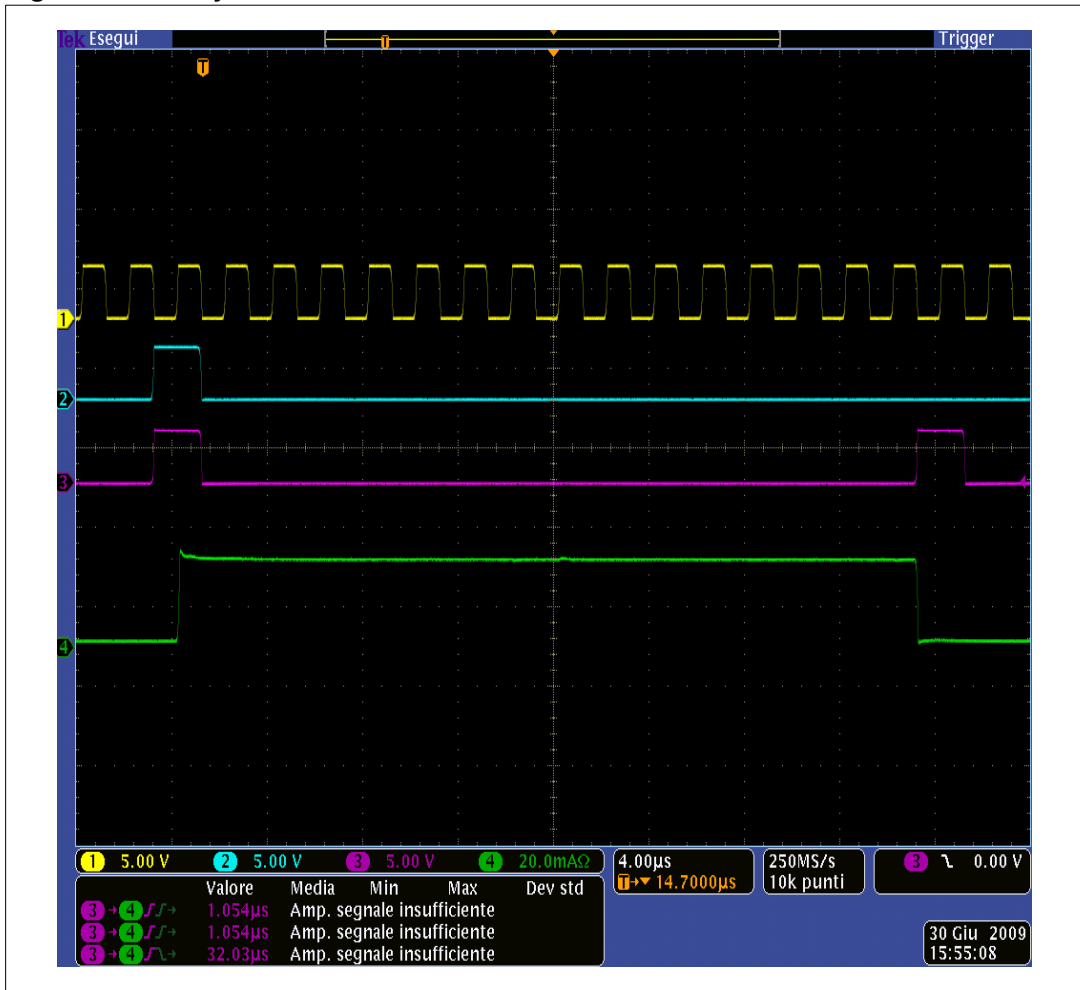 Tek Esegui Trigger
T
T
1
2
3
4
1 5.00 V 2 5.00 V 3 5.00 V 4 20.0mAΩ
4.00µs
T→▼ 14.7000µs
250MS/s
10k punti
3 0.00 V
Valore Media Min Max Dev std
3 → 4 1.054µs Amp. segnale insufficiente
3 → 4 1.054µs Amp. segnale insufficiente
3 → 4 32.03µs Amp. segnale insufficiente
30 Giu 2009
15:55:08